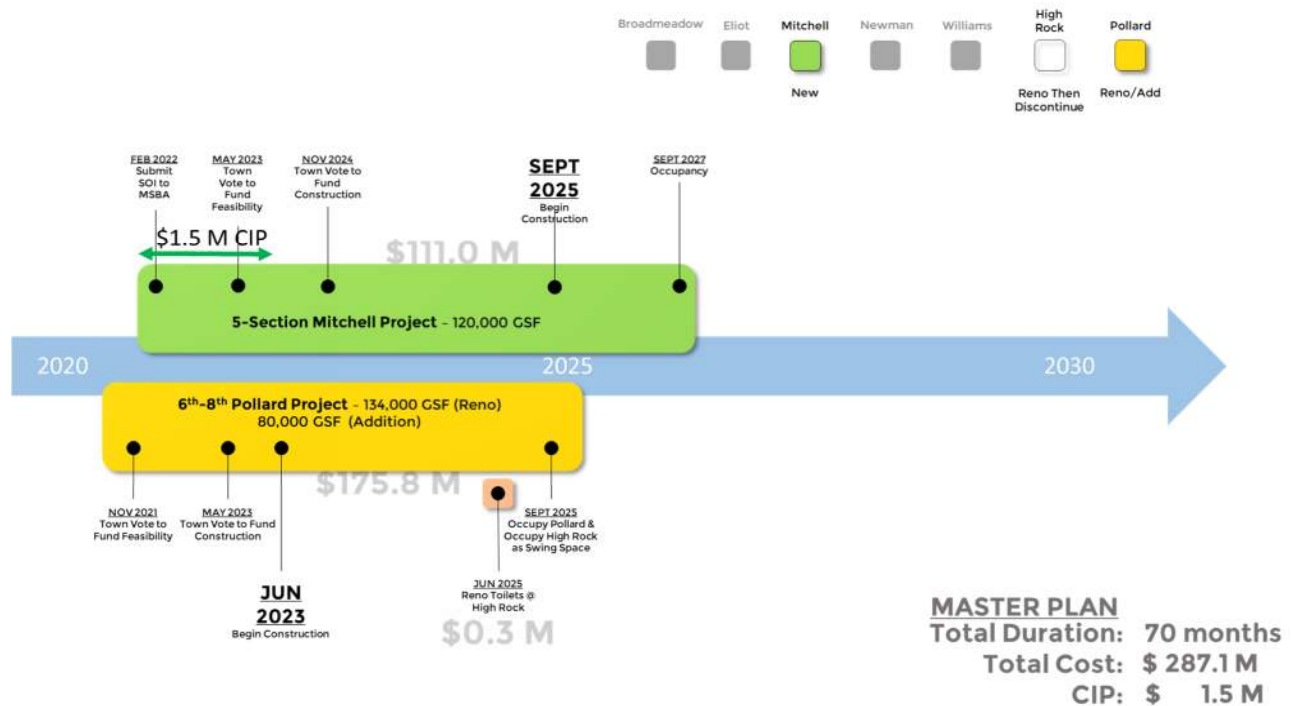 Broadmeadow
Eliot
Mitchell
Newman
Williams
High
Rock
Pollard
New
Reno Then
Discontinue
Reno/Add
FEB 2022
Submit
SOI to
MSBA
MAY 2023
Town
Vote to
Fund
Feasibility
NOV 2024
Town Vote to
Fund
Construction
SEPT
2025
Begin
Construction
SEPT 2027
Occupancy
$1.5 M CIP
$111.0 M
5-Section Mitchell Project - 120,000 GSF
2020
2025
2030
6th-8th Pollard Project - 134,000 GSF (Reno)
80,000 GSF (Addition)
$175.8 M
NOV 2021
Town Vote to
Fund Feasibility
MAY 2023
Town Vote to Fund
Construction
JUN
2023
Begin Construction
JUN 2025
Reno Toilets @
High Rock
$0.3 M
SEPT 2025
Occupy Pollard &
Occupy High Rock
as Swing Space
MASTER PLAN
Total Duration: 70 months
Total Cost: $ 287.1 M
CIP: $ 1.5 M